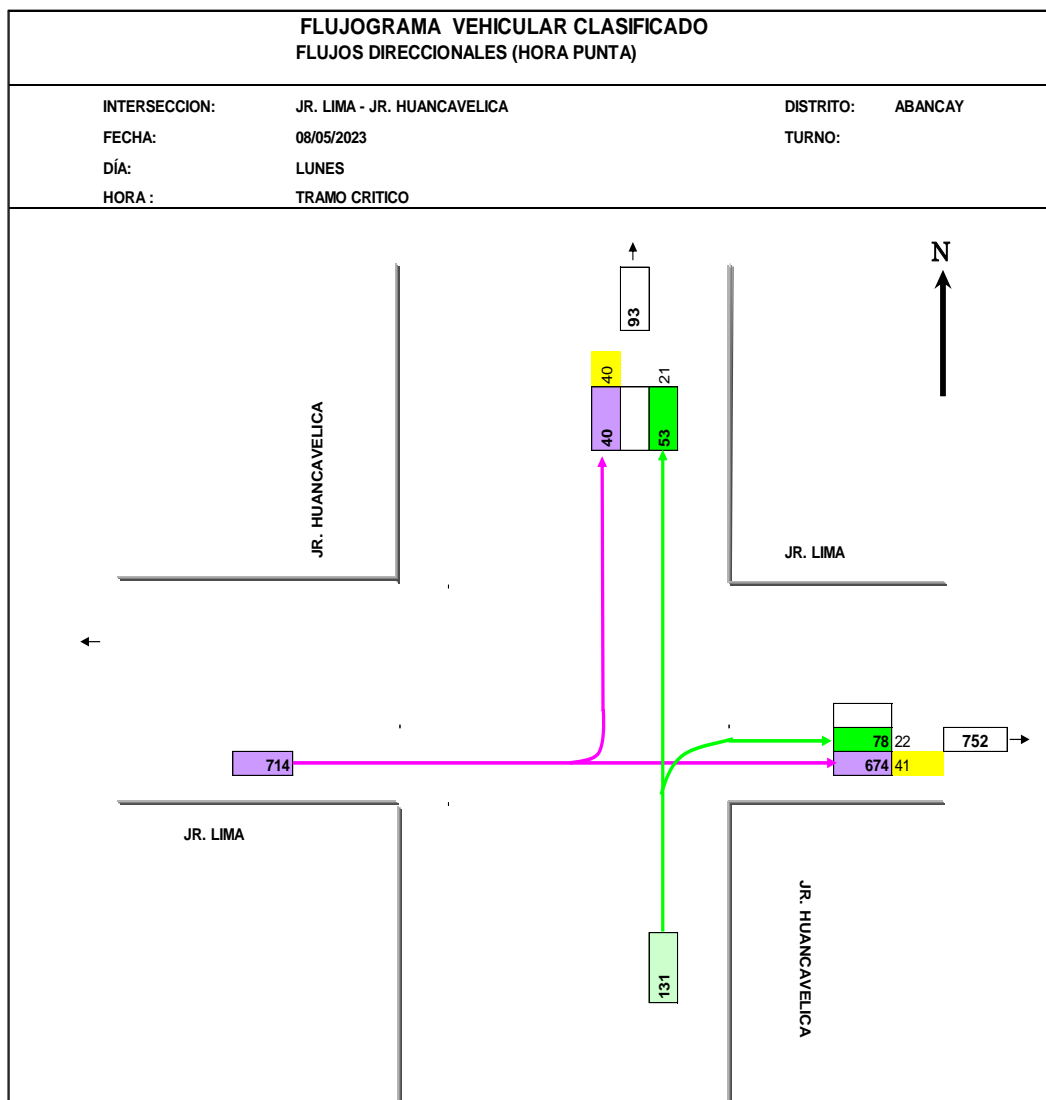 FLUJOGRAMA VEHICULAR CLASIFICADO
FLUJOS DIRECCIONALES (HORA PUNTA)
INTERSECCION: JR. LIMA - JR. HUANCAVELICA DISTRITO: ABANCAY
FECHA: 08/05/2023 TURNO:
DÍA: LUNES
HORA : TRAMO CRITICO
N
93
40 21
40 53
JR. HUANCAVELICA
JR. LIMA
78 22 752
714 674 41
JR. LIMA
JR. HUANCAVELICA
131